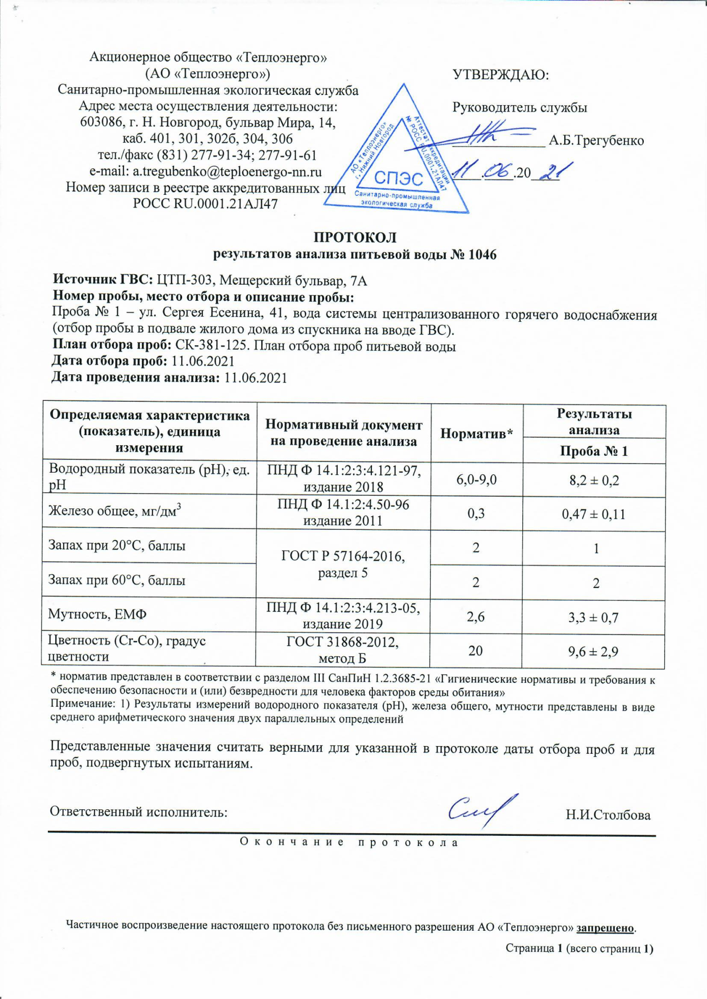 Акционерное общество «Теплоэнерго»
(АО «Теплоэнерго»)
Санитарно-промышленная экологическая служба
Адрес места осуществления деятельности:
603086, г. Н. Новгород, бульвар Мира, 14,
каб. 401, 301, 302б, 304, 306
тел./факс (831) 277-91-34; 277-91-61
e-mail: a.tregubenko@teploenergo-nn.ru
Номер записи в реестре аккредитованных лиц
РОСС RU.0001.21АЛ47
УТВЕРЖДАЮ:
Руководитель службы
А.Б.Трегубенко
11.06.2021
АО «Теплоэнерго»
г. Нижний Новгород
Аттестат аккредитации
№ РОСС RU.0001.21АЛ47
СПЭС
Санитарно-промышленная
экологическая служба
ПРОТОКОЛ
результатов анализа питьевой воды № 1046
Источник ГВС: ЦТП-303, Мещерский бульвар, 7А
Номер пробы, место отбора и описание пробы:
Проба № 1 – ул. Сергея Есенина, 41, вода системы централизованного горячего водоснабжения
(отбор пробы в подвале жилого дома из спускника на вводе ГВС).
План отбора проб: СК-381-125. План отбора проб питьевой воды
Дата отбора проб: 11.06.2021
Дата проведения анализа: 11.06.2021
Определяемая характеристика
(показатель), единица
измерения
Нормативный документ
на проведение анализа
Норматив*
Результаты
анализа
Проба № 1
Водородный показатель (pH), ед.
pH
ПНД Ф 14.1:2:3:4.121-97,
издание 2018
6,0-9,0
8,2 ± 0,2
Железо общее, мг/дм³
ПНД Ф 14.1:2:4.50-96
издание 2011
0,3
0,47 ± 0,11
Запах при 20°С, баллы
ГОСТ Р 57164-2016,
раздел 5
2
1
Запах при 60°С, баллы
2
2
Мутность, ЕМФ
ПНД Ф 14.1:2:3:4.213-05,
издание 2019
2,6
3,3 ± 0,7
Цветность (Cr-Co), градус
цветности
ГОСТ 31868-2012,
метод Б
20
9,6 ± 2,9
* норматив представлен в соответствии с разделом III СанПиН 1.2.3685-21 «Гигиенические нормативы и требования к
обеспечению безопасности и (или) безвредности для человека факторов среды обитания»
Примечание: 1) Результаты измерений водородного показателя (pH), железа общего, мутности представлены в виде
среднего арифметического значения двух параллельных определений
Представленные значения считать верными для указанной в протоколе даты отбора проб и для
проб, подвергнутых испытаниям.
Ответственный исполнитель:
Н.И.Столбова
Окончание протокола
Частичное воспроизведение настоящего протокола без письменного разрешения АО «Теплоэнерго» запрещено.
Страница 1 (всего страниц 1)